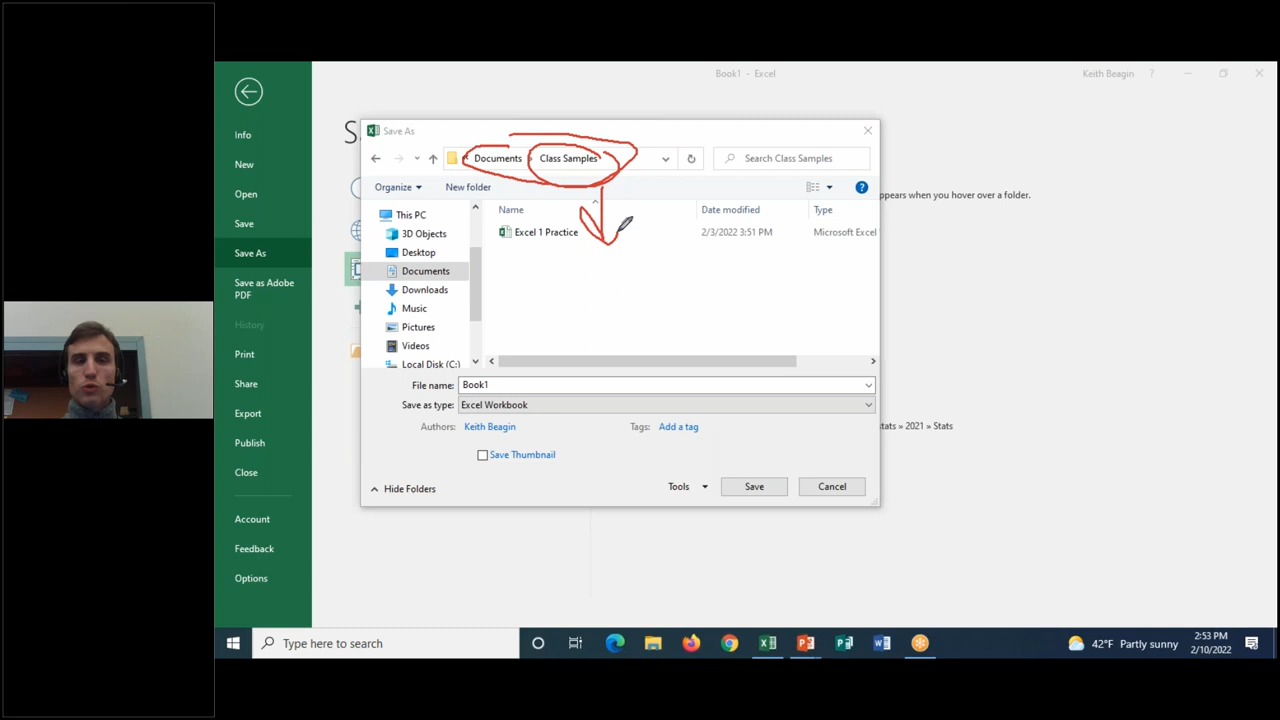 Book1 - Excel
Keith Beagin
?
Info
New
Open
Save
Save As
Save as Adobe
PDF
History
Print
Share
Export
Publish
Close
Account
Feedback
Options
S
Save As
Documents
Class Samples
Search Class Samples
Organize
New folder
?
This PC
3D Objects
Desktop
Documents
Downloads
Music
Pictures
Videos
Local Disk (C:)
Name
Date modified
Type
Excel 1 Practice
2/3/2022 3:51 PM
Microsoft Excel
File name:
Book1
Save as type:
Excel Workbook
Authors:
Keith Beagin
Tags:
Add a tag
Save Thumbnail
Hide Folders
Tools
Save
Cancel
appears when you hover over a folder.
stats » 2021 » Stats
Type here to search
42°F Partly sunny
2:53 PM
2/10/2022